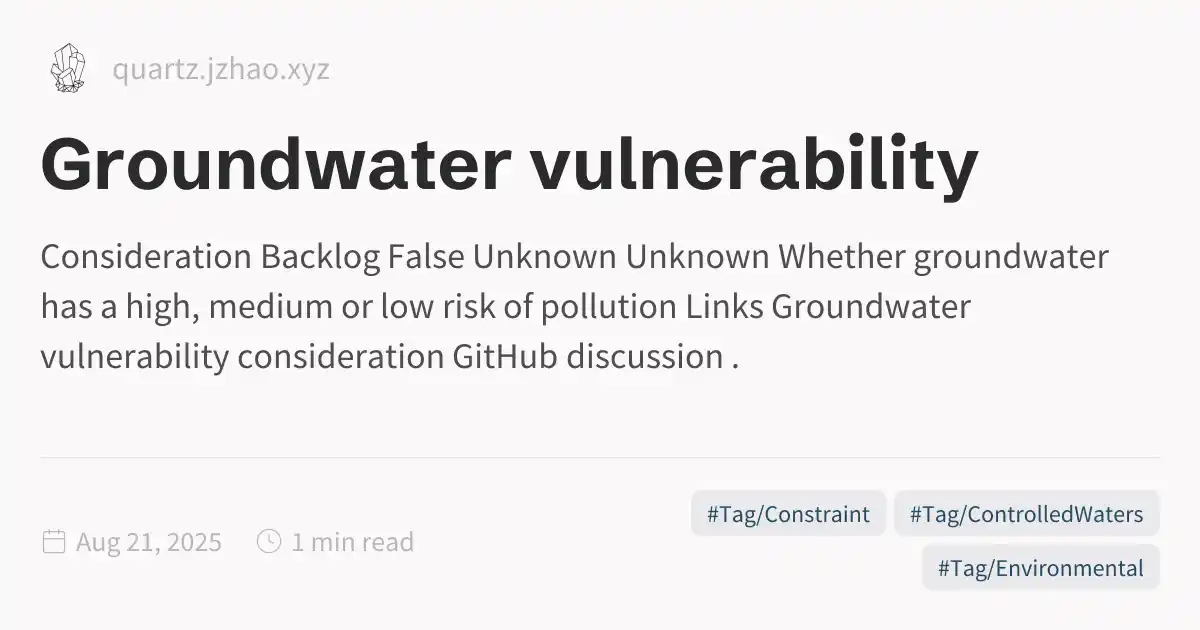 quartz.jzhao.xyz
Groundwater vulnerability
Consideration Backlog False Unknown Unknown Whether groundwater
has a high, medium or low risk of pollution Links Groundwater
vulnerability consideration GitHub discussion .
Aug 21, 2025
1 min read
#Tag/Constraint
#Tag/ControlledWaters
#Tag/Environmental